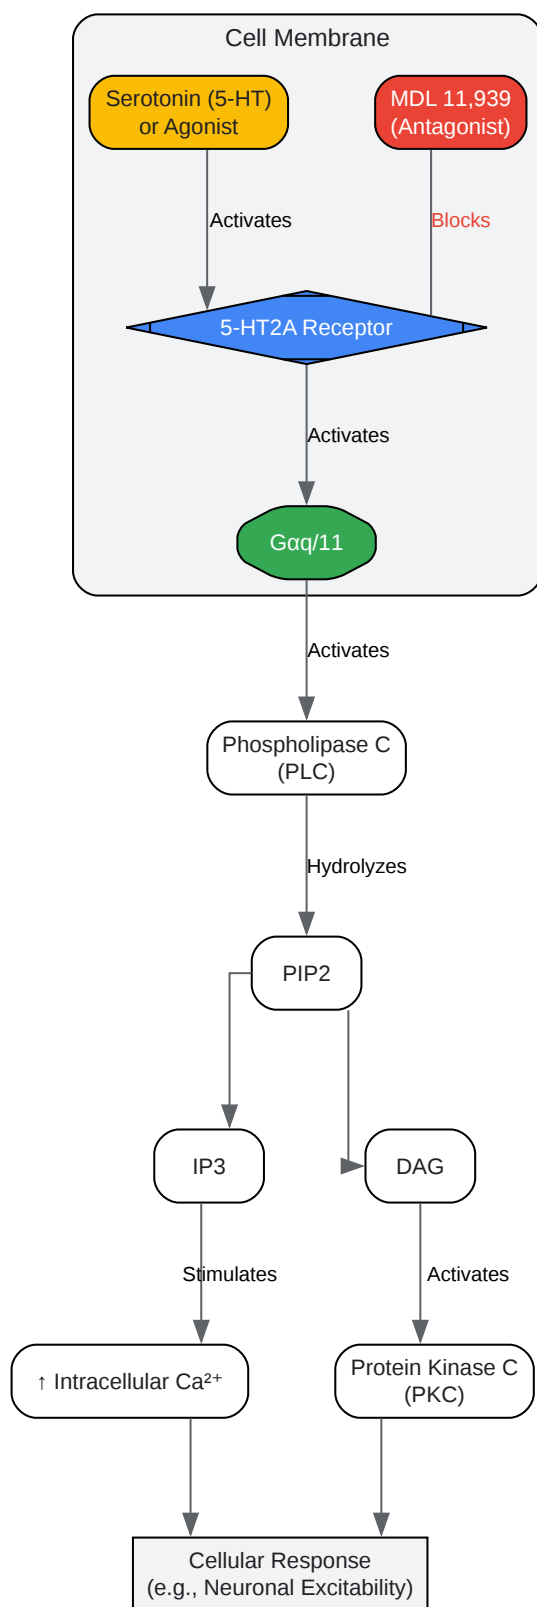 Cell Membrane
Serotonin (5-HT)
or Agonist
MDL 11,939
(Antagonist)
Activates
Blocks
5-HT2A Receptor
Activates
Gαq/11
Activates
Phospholipase C
(PLC)
Hydrolyzes
PIP2
IP3
DAG
Stimulates
Activates
↑ Intracellular Ca²⁺
Protein Kinase C
(PKC)
Cellular Response
(e.g., Neuronal Excitability)